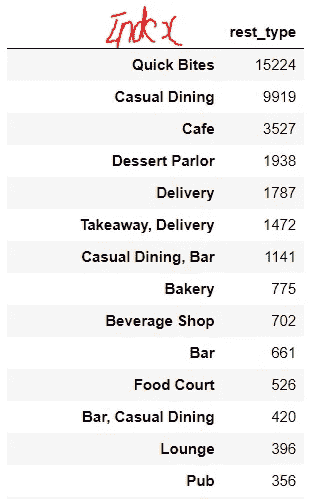 Index rest_type
Quick Bites 15224
Casual Dining 9919
Cafe 3527
Dessert Parlor 1938
Delivery 1787
Takeaway, Delivery 1472
Casual Dining, Bar 1141
Bakery 775
Beverage Shop 702
Bar 661
Food Court 526
Bar, Casual Dining 420
Lounge 396
Pub 356